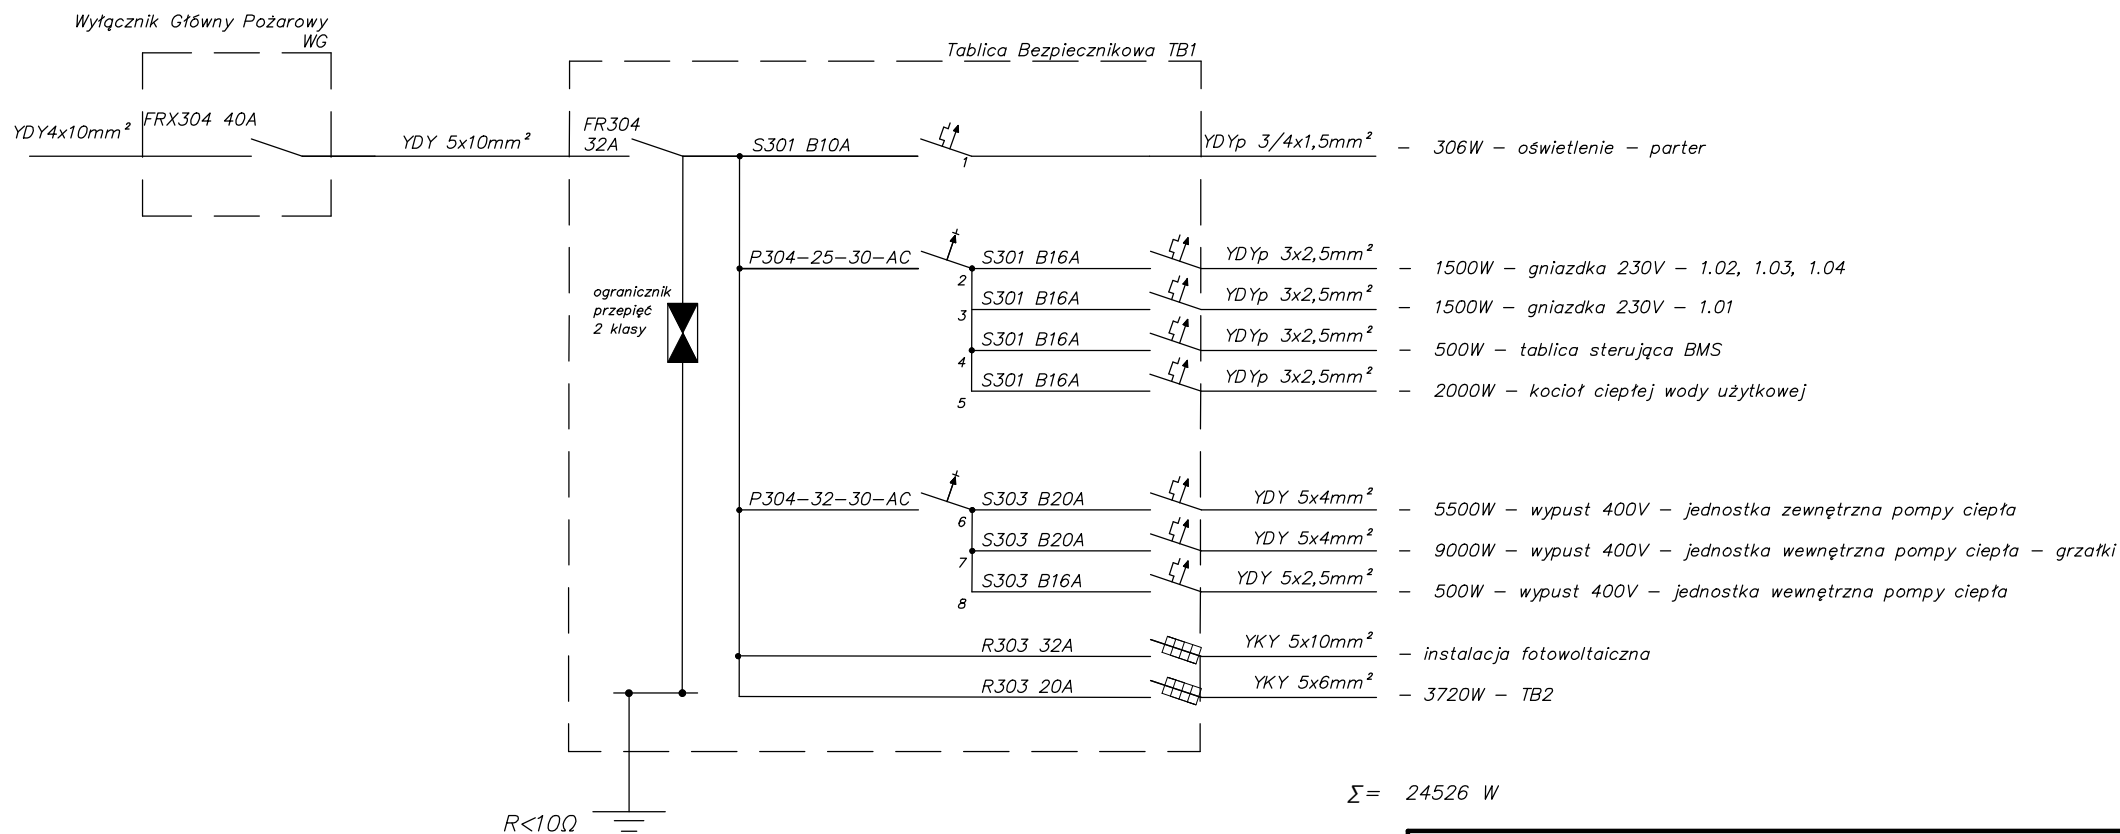 Wyłącznik Główny Pożarowy
WG
Tablica Bezpiecznikowa TB1
YDY4x10mm²
FRX304 40A
YDY 5x10mm²
FR304
32A
S301 B10A
1
YDYp 3/4x1,5mm²
- 306W - oświetlenie - parter
P304-25-30-AC
2
S301 B16A
YDYp 3x2,5mm²
- 1500W - gniazdka 230V - 1.02, 1.03, 1.04
ogranicznik
przepięć
2 klasy
3
S301 B16A
YDYp 3x2,5mm²
- 1500W - gniazdka 230V - 1.01
4
S301 B16A
YDYp 3x2,5mm²
- 500W - tablica sterująca BMS
5
S301 B16A
YDYp 3x2,5mm²
- 2000W - kocioł ciepłej wody użytkowej
P304-32-30-AC
6
S303 B20A
YDY 5x4mm²
- 5500W - wypust 400V - jednostka zewnętrzna pompy ciepła
7
S303 B20A
YDY 5x4mm²
- 9000W - wypust 400V - jednostka wewnętrzna pompy ciepła - grzałki
8
S303 B16A
YDY 5x2,5mm²
- 500W - wypust 400V - jednostka wewnętrzna pompy ciepła
R303 32A
YKY 5x10mm²
- instalacja fotowoltaiczna
R303 20A
YKY 5x6mm²
- 3720W - TB2
Σ= 24526 W
R<10Ω